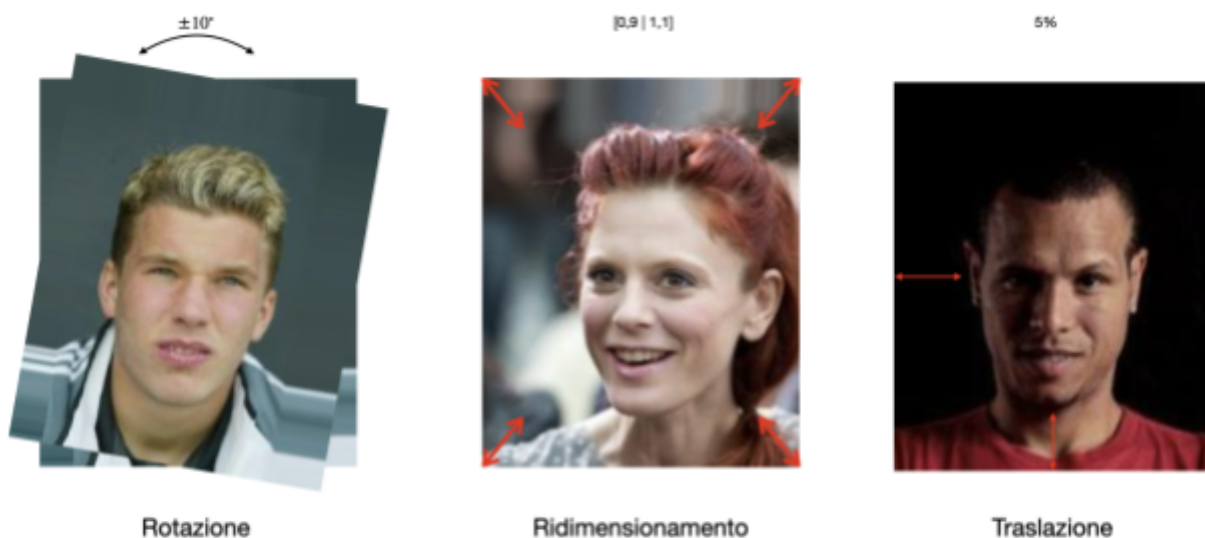 ±10°
[0,9 | 1,1]
5%
Rotazione
Ridimensionamento
Traslazione